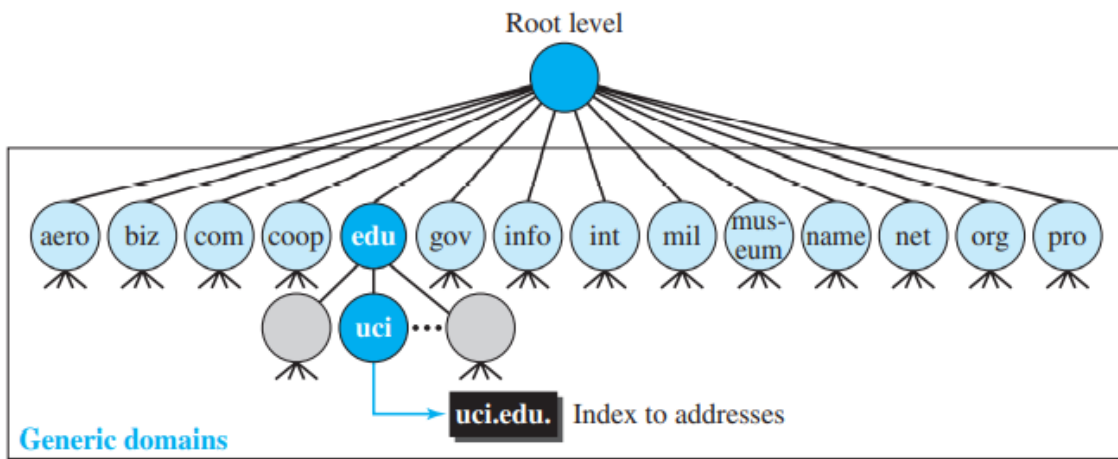 Root level
aero biz com coop edu gov info int mil mus-
eum name net org pro
uci
uci.edu. Index to addresses
Generic domains